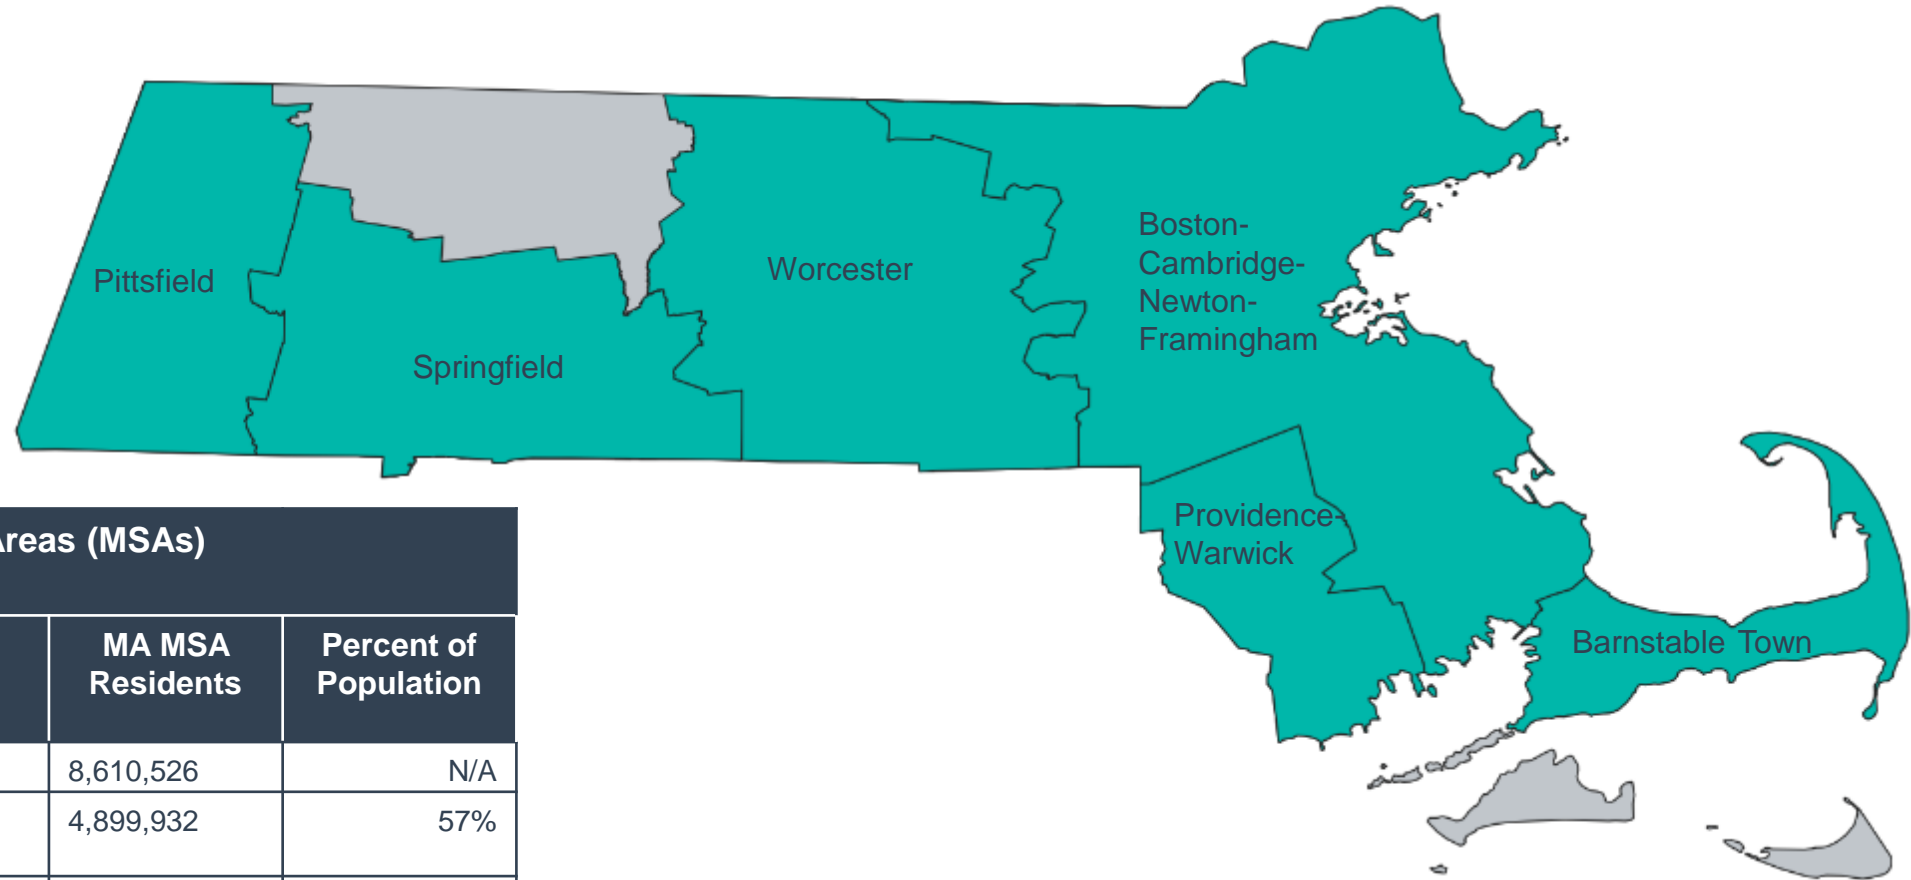 Boston-
Cambridge-
Newton-
Framingham
Pittsfield
Worcester
Springfield
Providence-
Warwick
Barnstable Town
Areas (MSAs)
MA MSA Residents
Percent of Population
8,610,526 N/A
4,899,932 57%